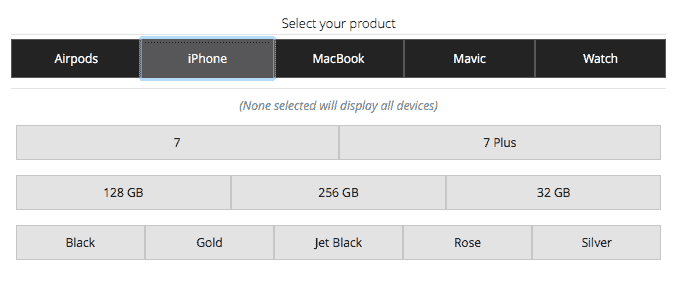 Select your product
Airpods iPhone MacBook Mavic Watch
(None selected will display all devices)
7 7 Plus
128 GB 256 GB 32 GB
Black Gold Jet Black Rose Silver